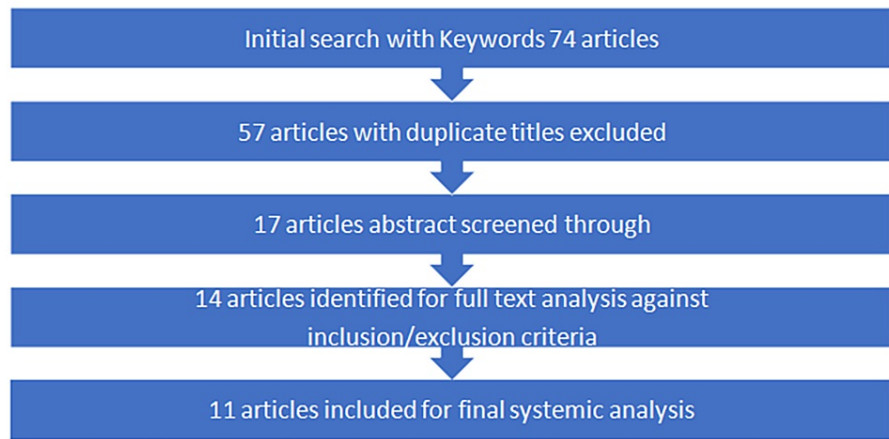 Initial search with Keywords 74 articles
57 articles with duplicate titles excluded
17 articles abstract screened through
14 articles identified for full text analysis against
inclusion/exclusion criteria
11 articles included for final systemic analysis